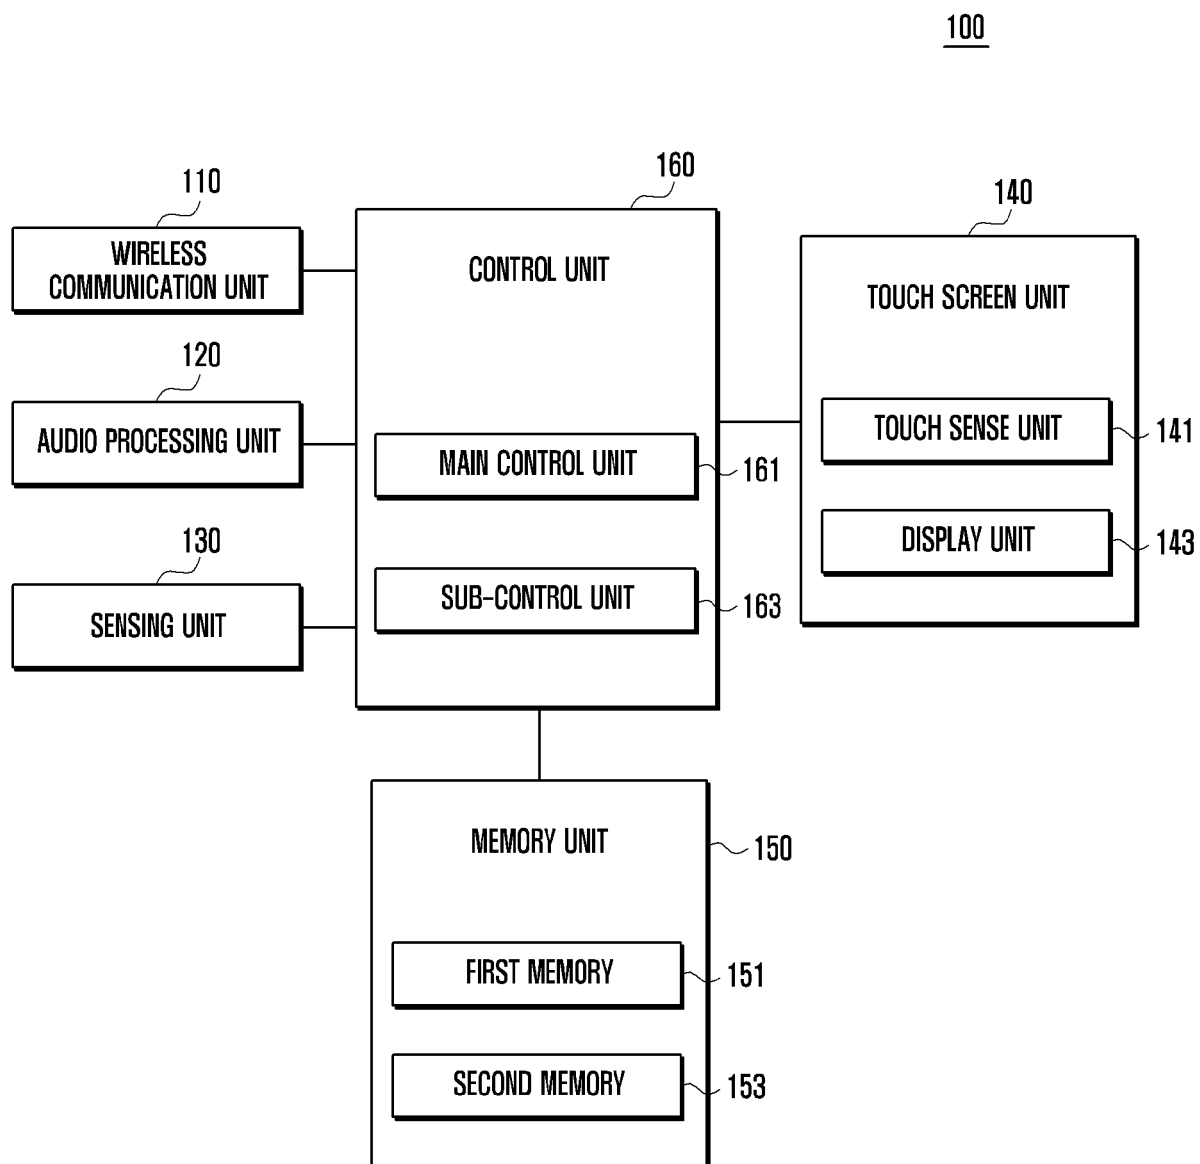 100
110
WIRELESS
COMMUNICATION UNIT
120
AUDIO PROCESSING UNIT
130
SENSING UNIT
160
CONTROL UNIT
MAIN CONTROL UNIT
161
SUB-CONTROL UNIT
163
140
TOUCH SCREEN UNIT
TOUCH SENSE UNIT
141
DISPLAY UNIT
143
MEMORY UNIT
150
FIRST MEMORY
151
SECOND MEMORY
153